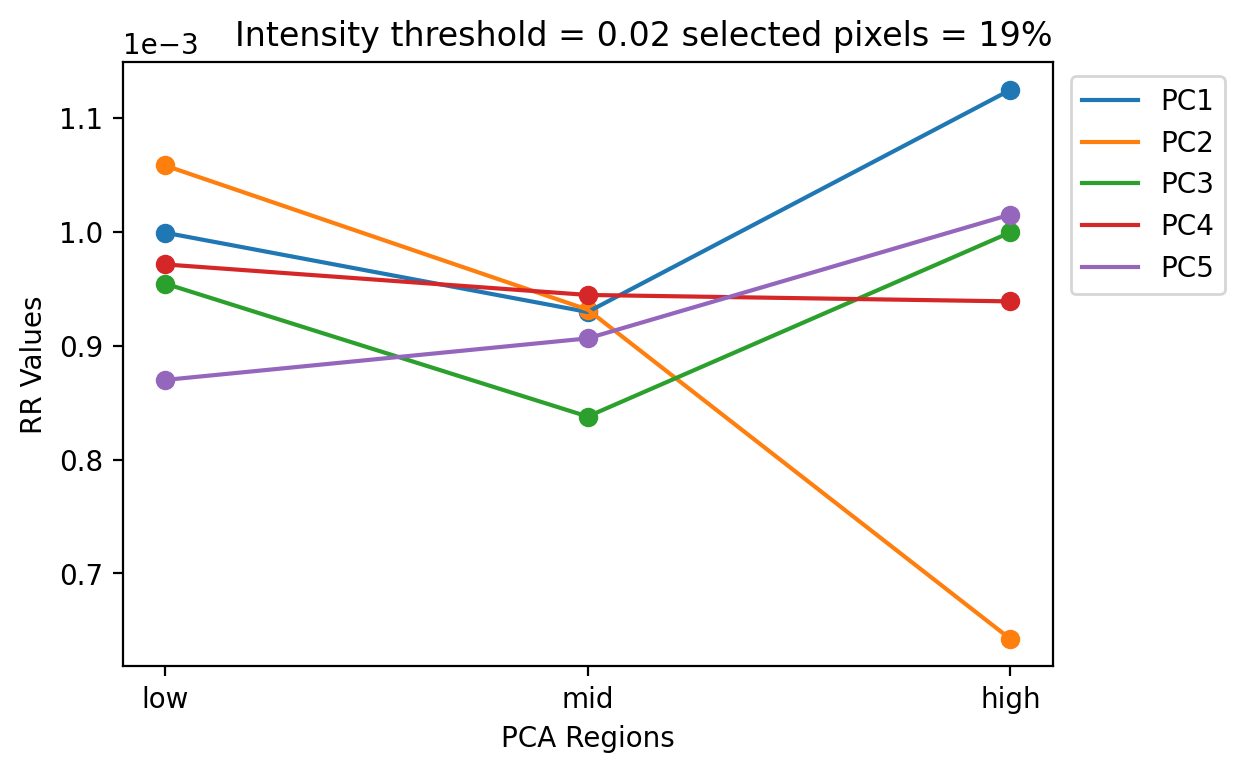 Intensity threshold = 0.02 selected pixels = 19%
1e−3
1.1
1.0
0.9
0.8
0.7
RR Values
low
mid
high
PCA Regions
PC1
PC2
PC3
PC4
PC5